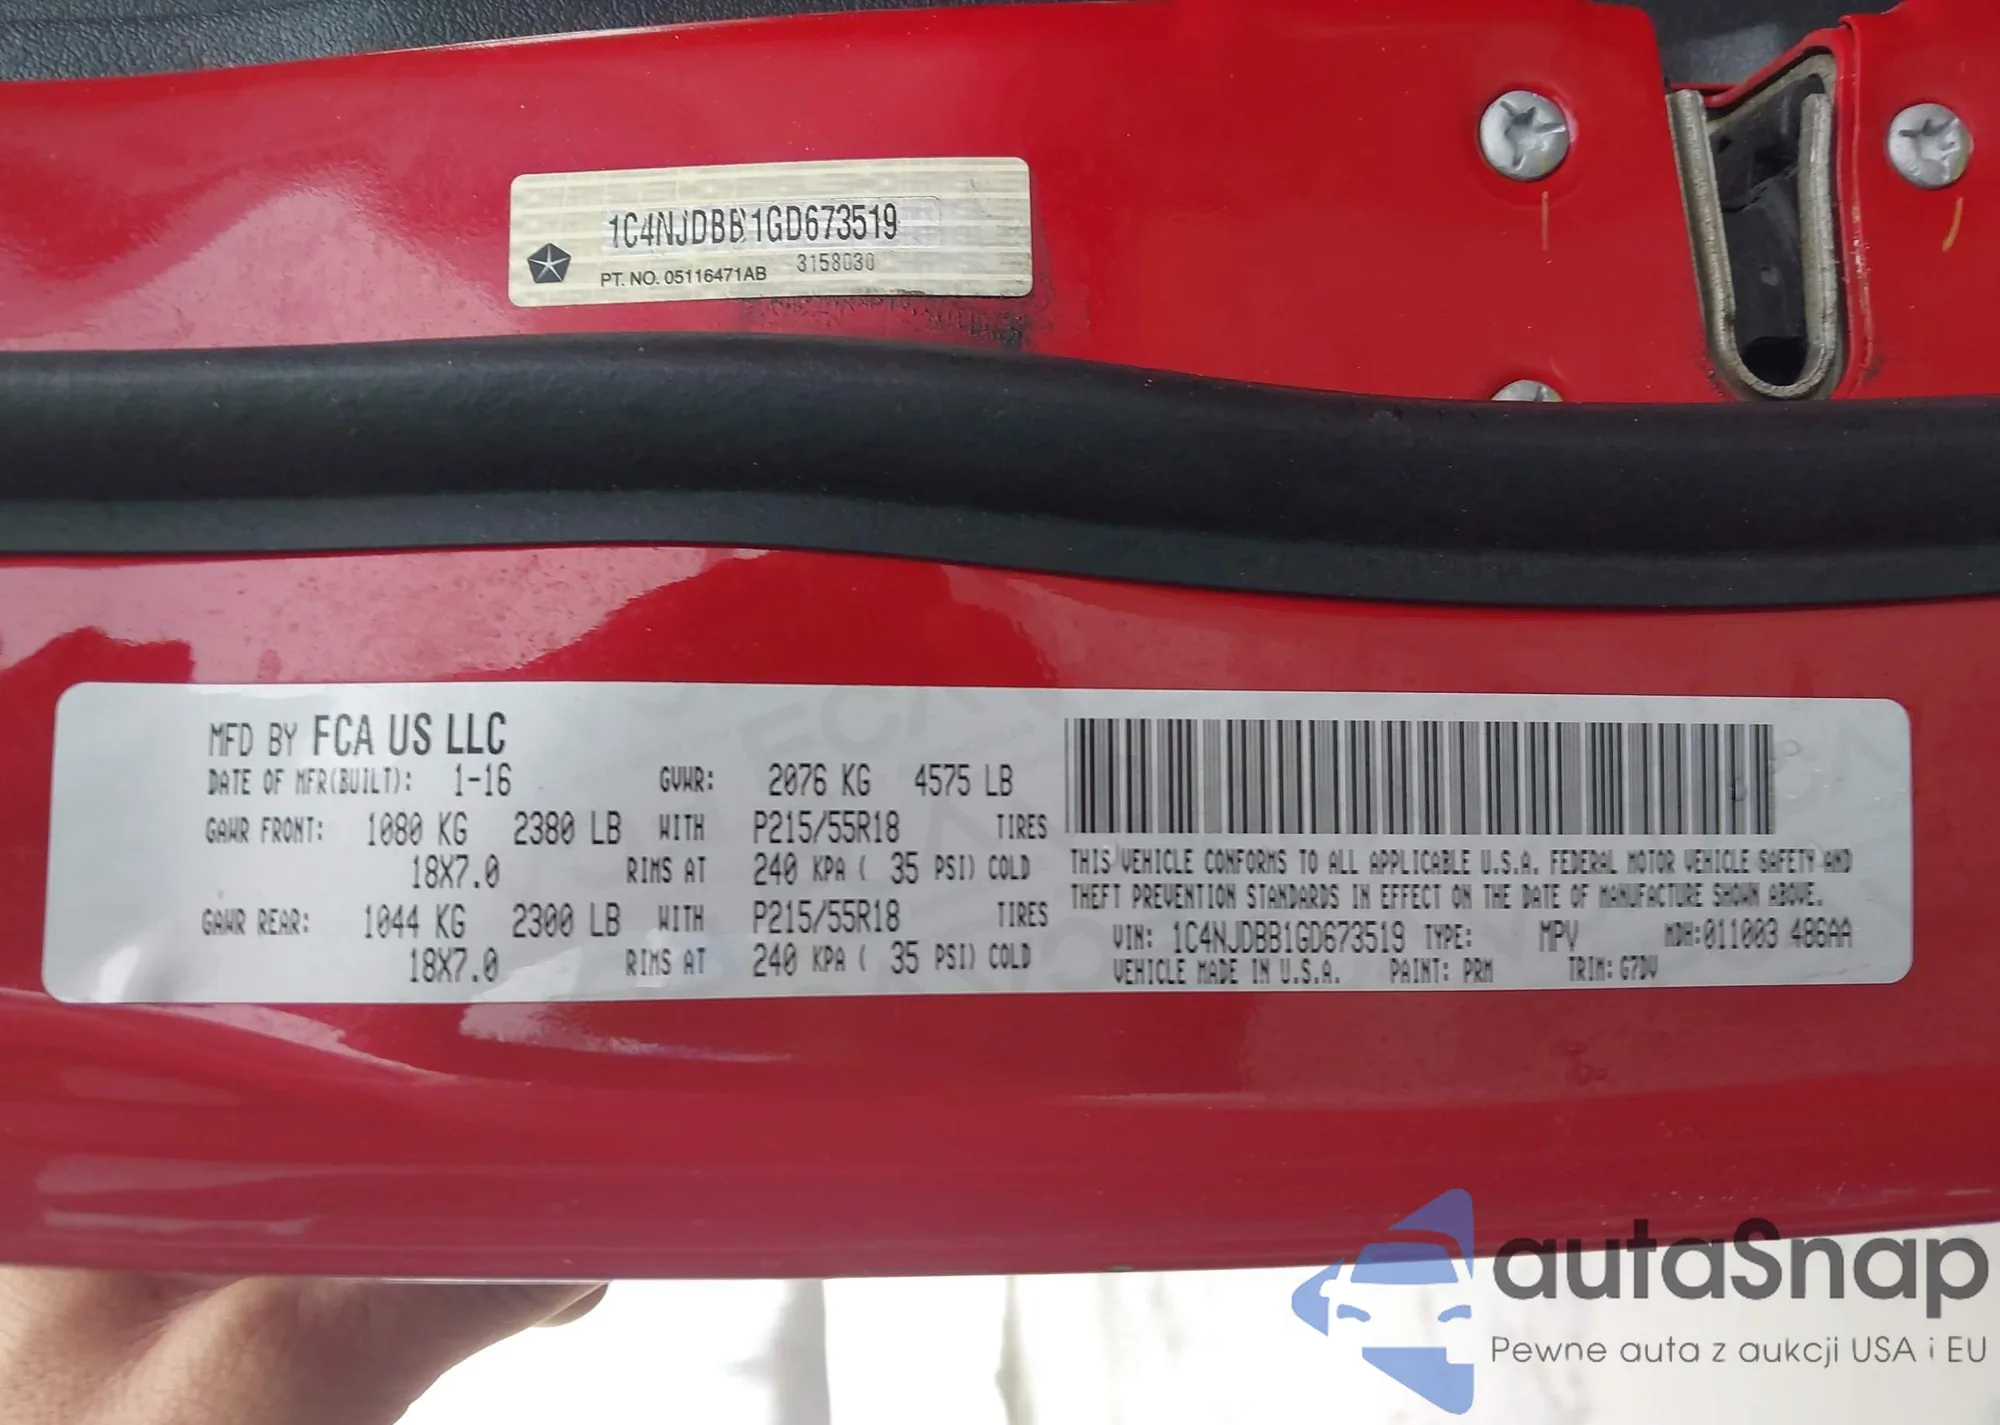 1C4NJDBB1GD673519
PT. NO. 05116471AB 3158030
MFD BY FCA US LLC
DATE OF MFR(BUILT): 1-16 GVWR: 2076 KG 4575 LB
GAWR FRONT: 1080 KG 2380 LB WITH P215/55R18 TIRES
18X7.0 RIMS AT 240 KPA ( 35 PSI) COLD
GAWR REAR: 1044 KG 2300 LB WITH P215/55R18 TIRES
18X7.0 RIMS AT 240 KPA ( 35 PSI) COLD
THIS VEHICLE CONFORMS TO ALL APPLICABLE U.S.A. FEDERAL MOTOR VEHICLE SAFETY AND
THEFT PREVENTION STANDARDS IN EFFECT ON THE DATE OF MANUFACTURE SHOWN ABOVE.
VIN: 1C4NJDBB1GD673519 TYPE: MPV MDH:011003 486AA
VEHICLE MADE IN U.S.A. PAINT: PRM TRIM: G7DV
autaSnap
Pewne auta z aukcji USA i EU